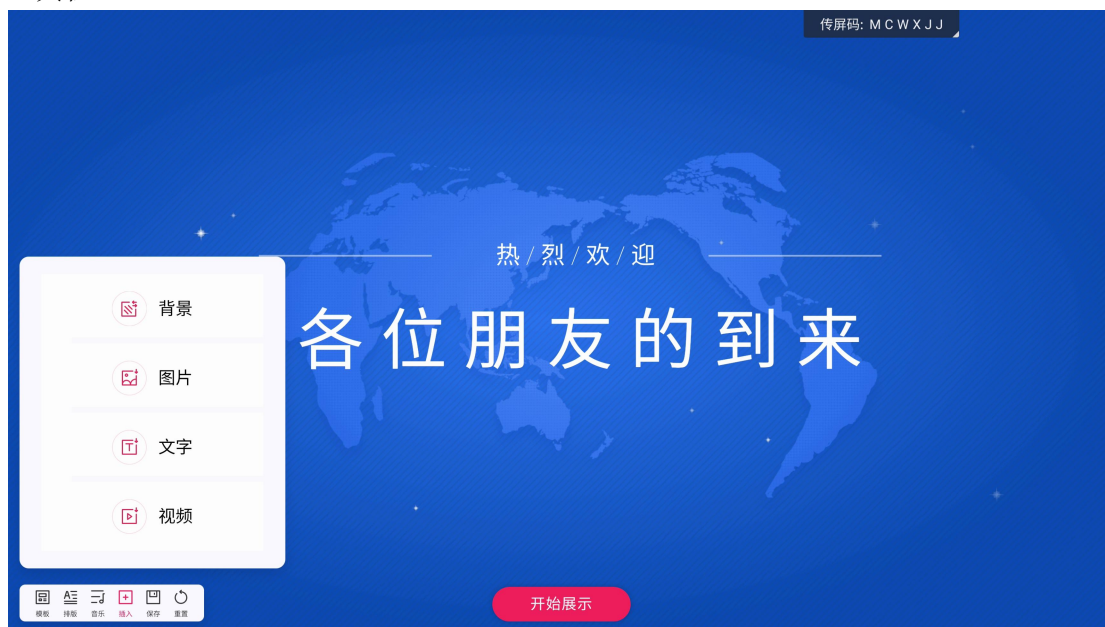 传屏码: MCWXJJ
热/烈/欢/迎
各位朋友的到来
背景
图片
文字
视频
模板 排版 音乐 插入 保存 重置
开始展示